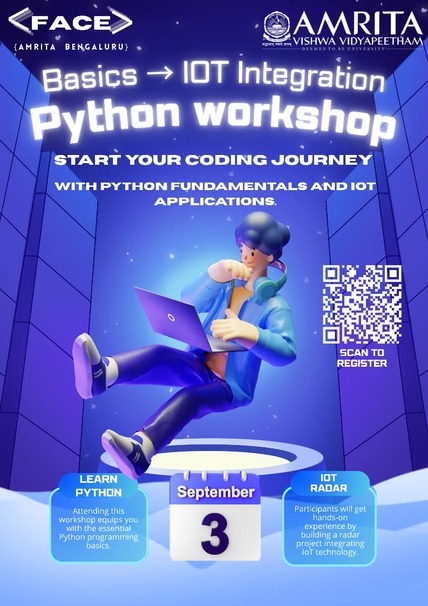 <FACE>
{AMRITA BENGALURU}
AMRITA
VISHWA VIDYAPEETHAM
DEEMED TO BE UNIVERSITY
Basics → IOT Integration
Python workshop
START YOUR CODING JOURNEY
WITH PYTHON FUNDAMENTALS AND IOT
APPLICATIONS.
SCAN TO
REGISTER
LEARN
PYTHON
Attending this
workshop equips you
with the essential
Python programming
basics.
September
3
IOT
RADAR
Participants will get
hands-on
experience by
building a radar
project integrating
IoT technology.